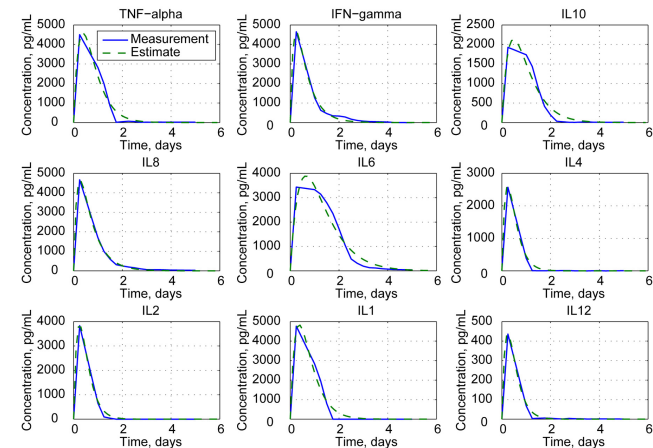 TNF−alpha
Concentration, pg/mL
5000
4000
3000
2000
1000
0
Measurement
Estimate
0 2 4 6
Time, days
IFN−gamma
Concentration, pg/mL
5000
4000
3000
2000
1000
0
0 2 4 6
Time, days
IL10
Concentration, pg/mL
2500
2000
1500
1000
500
0
0 2 4 6
Time, days
IL8
Concentration, pg/mL
5000
4000
3000
2000
1000
0
0 2 4 6
Time, days
IL6
Concentration, pg/mL
4000
3000
2000
1000
0
0 2 4 6
Time, days
IL4
Concentration, pg/mL
3000
2000
1000
0
0 2 4 6
Time, days
IL2
Concentration, pg/mL
4000
3000
2000
1000
0
0 2 4 6
Time, days
IL1
Concentration, pg/mL
5000
4000
3000
2000
1000
0
0 2 4 6
Time, days
IL12
Concentration, pg/mL
500
400
300
200
100
0
0 2 4 6
Time, days